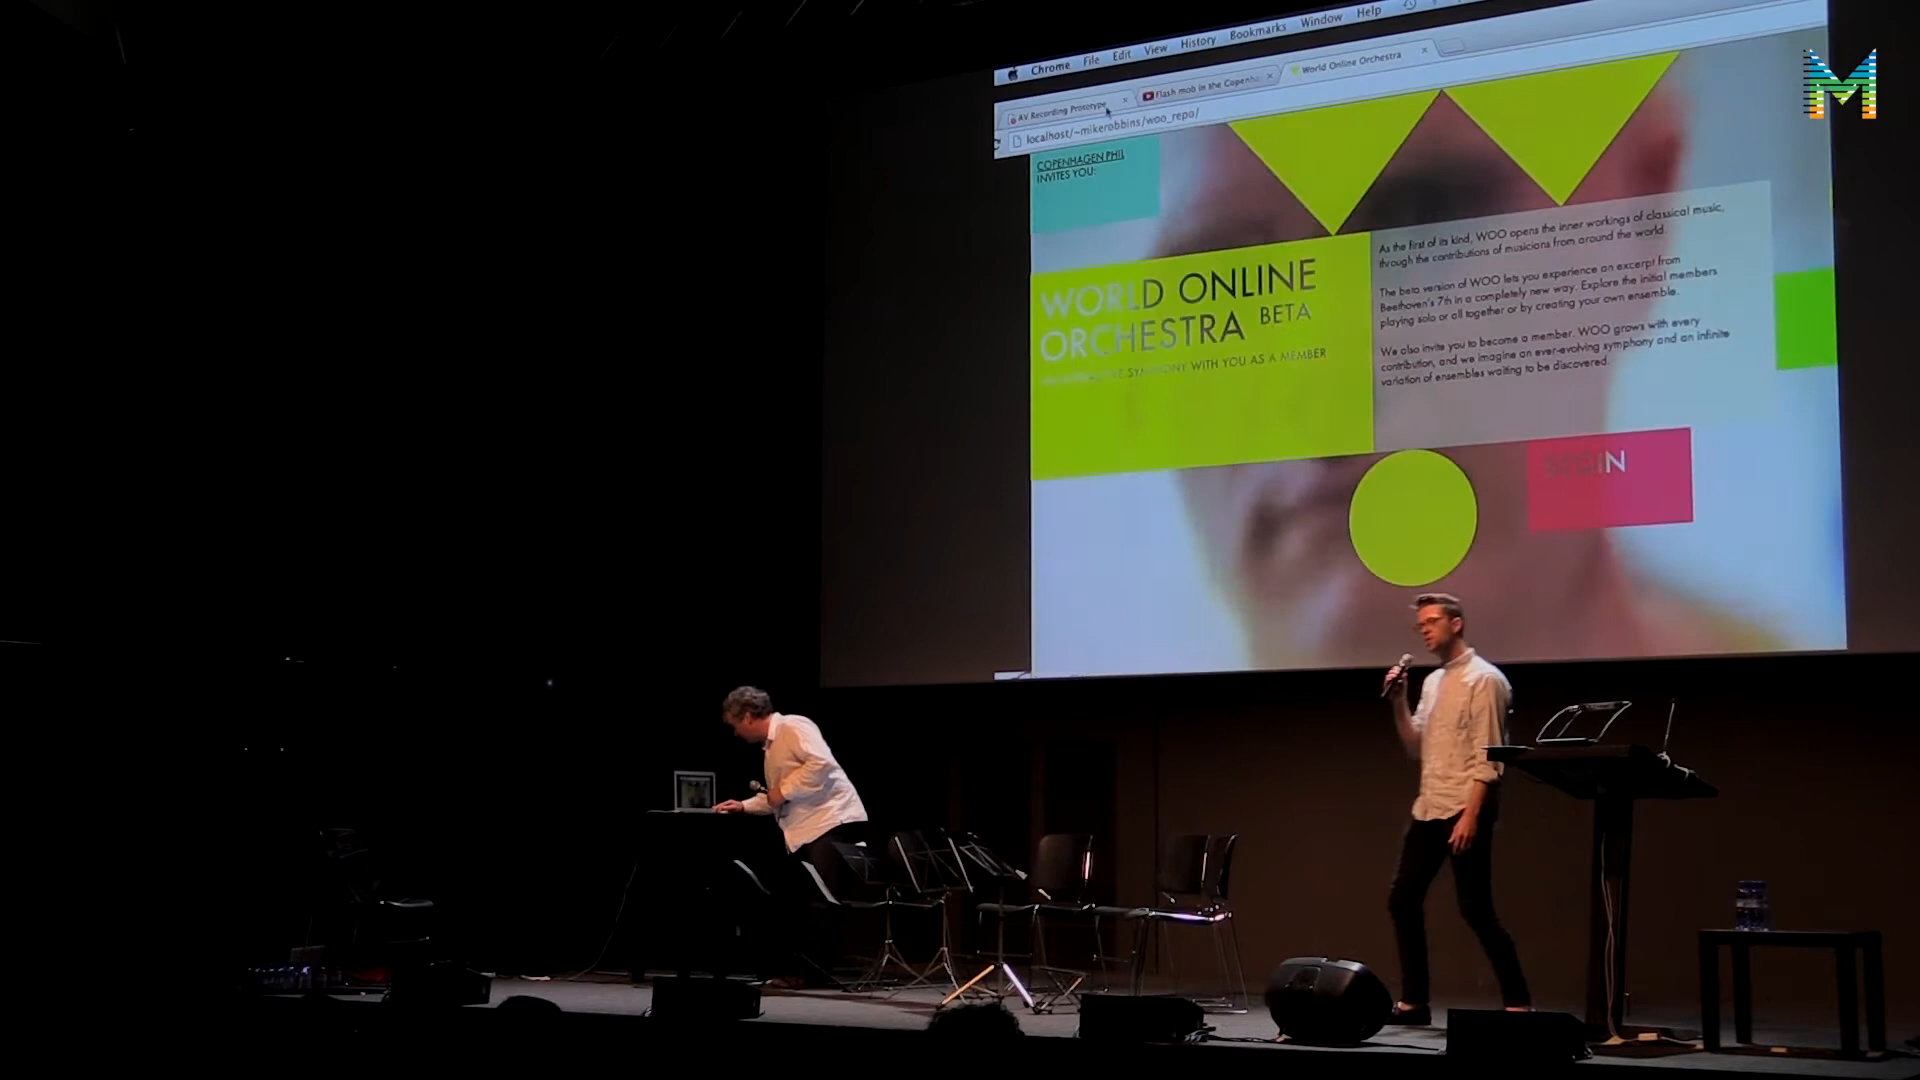 Chrome File Edit View History Bookmarks Window Help
AV Recording Prototype
Flash mob in the Copenha
World Online Orchestra
localhost/~mikerobbins/woo_repo/
COPENHAGEN PHIL
INVITES YOU:
WORLD ONLINE
ORCHESTRA BETA
SYMPHONY WITH YOU AS A MEMBER
As the first of its kind, WOO opens the inner workings of classical music,
through the contributions of musicians from around the world.
The beta version of WOO lets you experience an excerpt from
Beethoven's 7th in a completely new way. Explore the initial members
playing solo or all together or by creating your own ensemble.
We also invite you to become a member. WOO grows with every
contribution, and we imagine an ever-evolving symphony and an infinite
variation of ensembles waiting to be discovered.
M